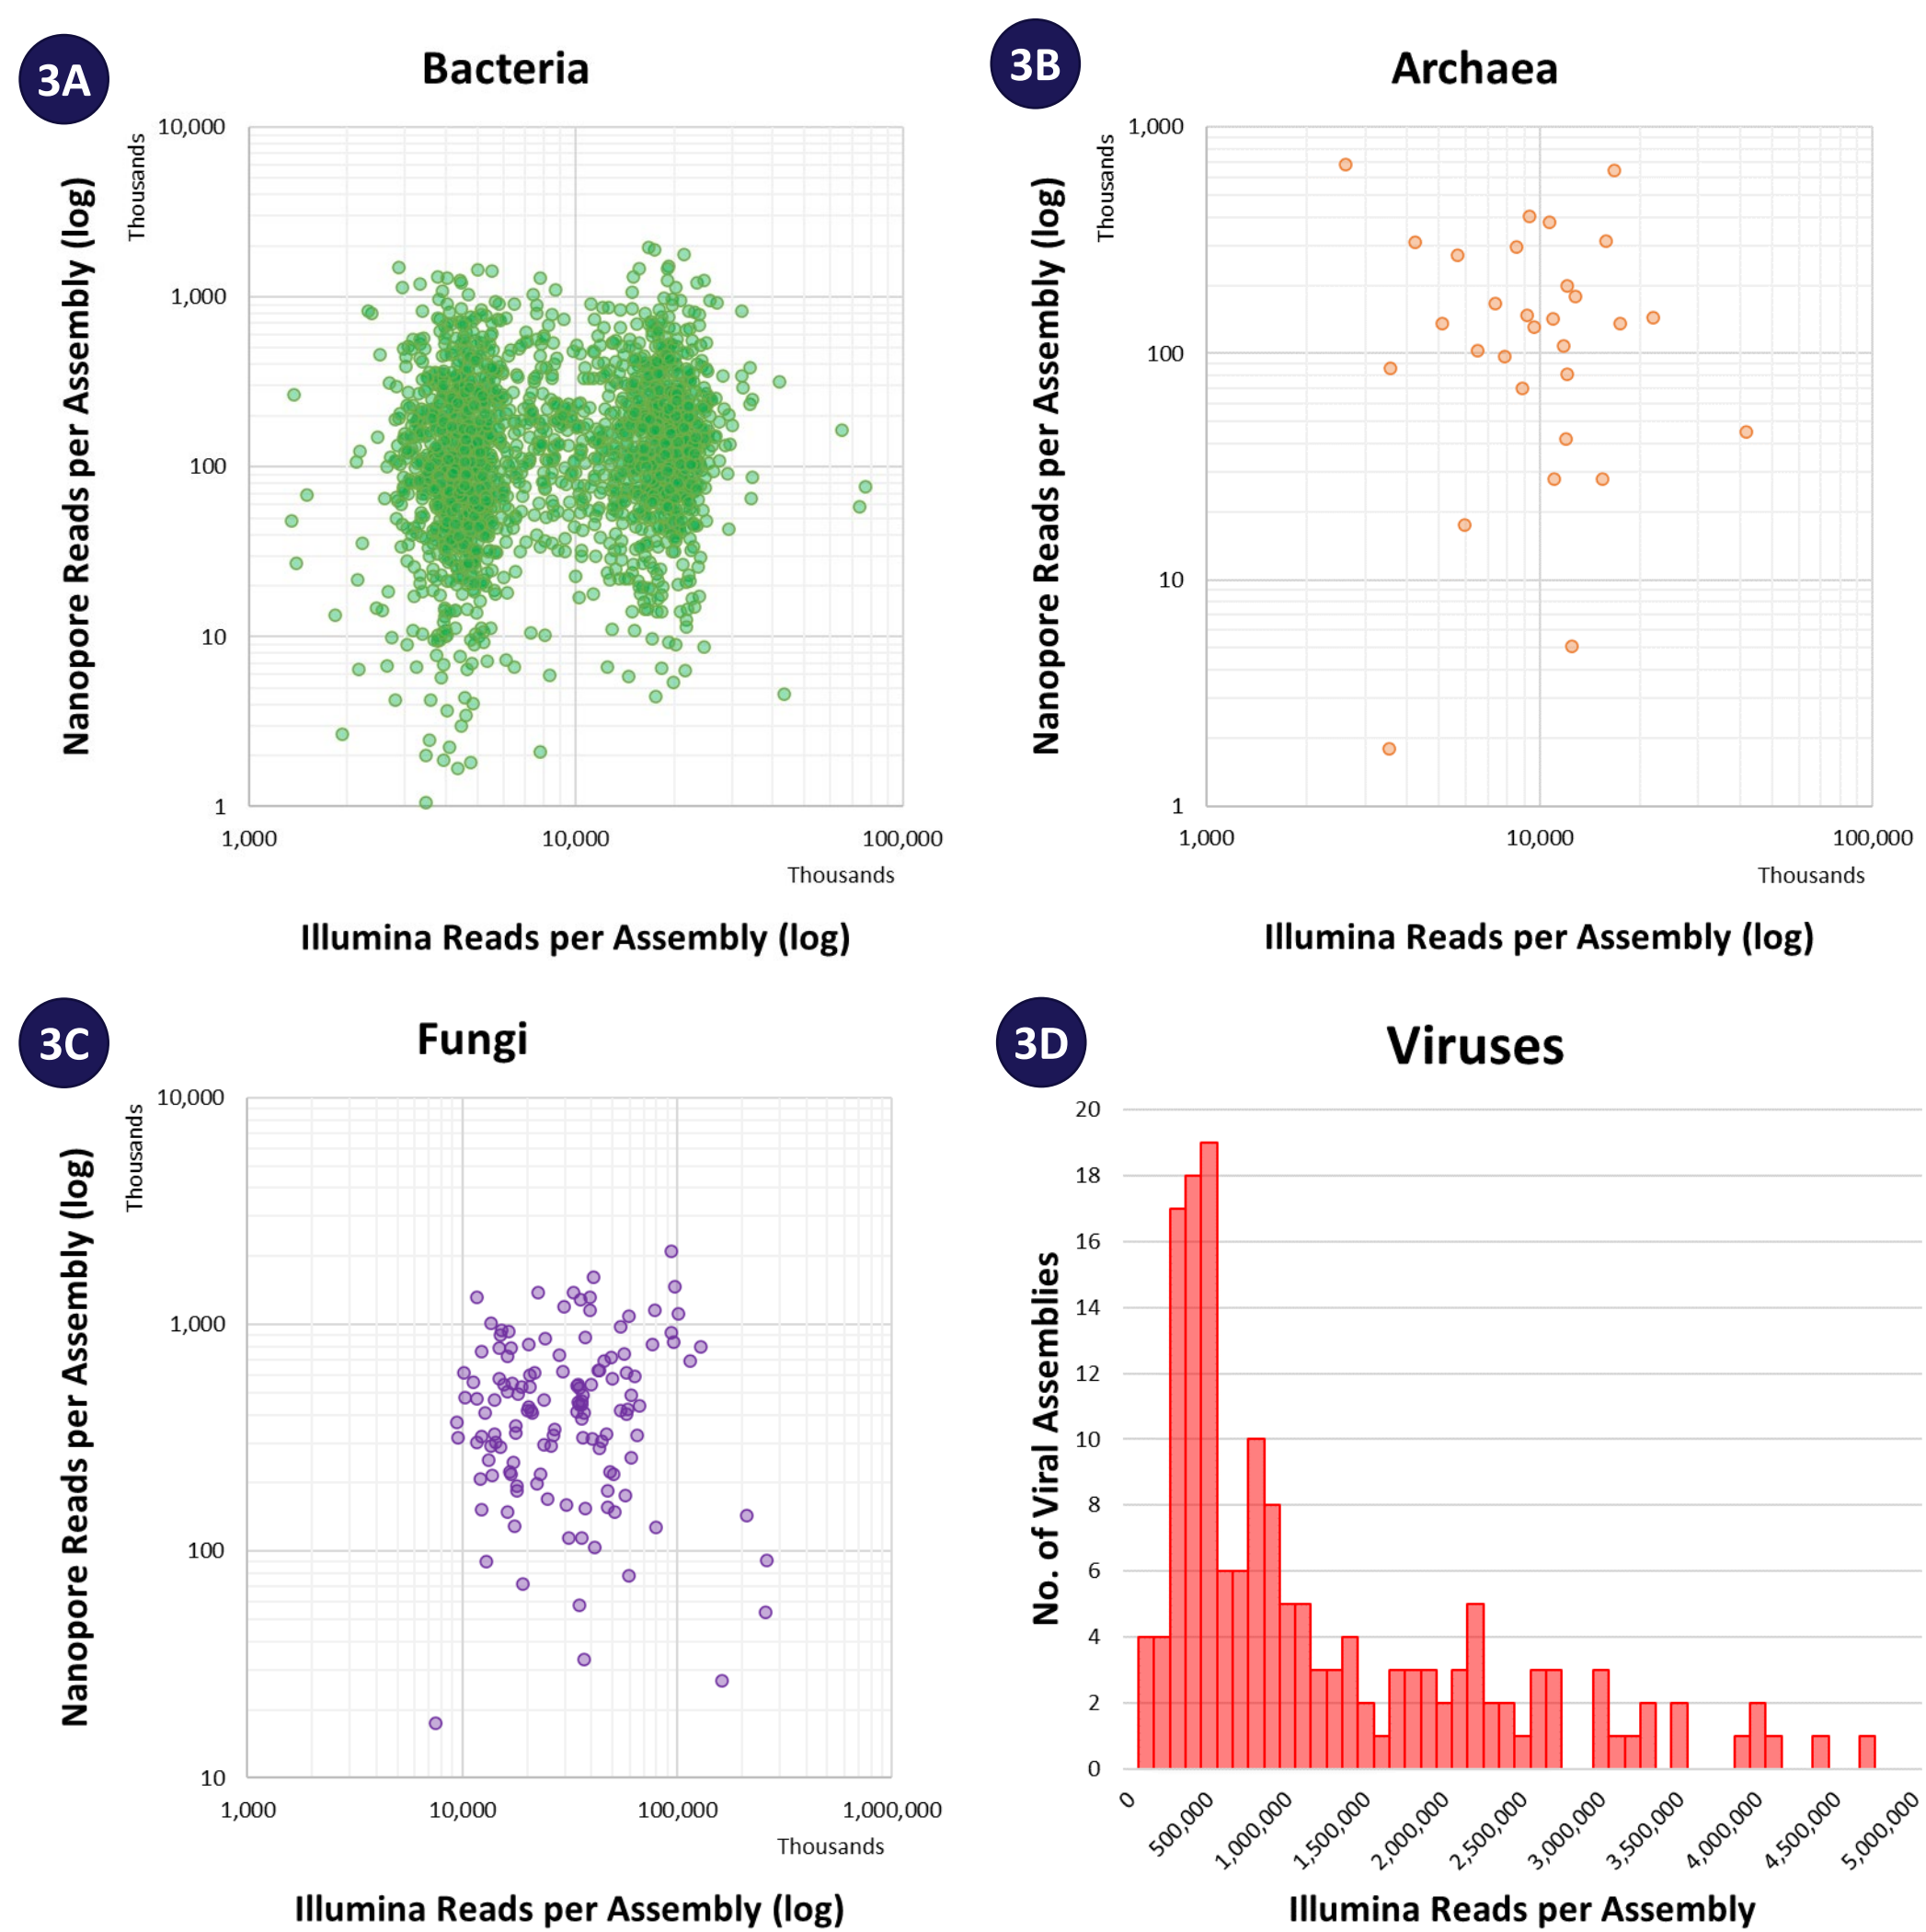 3A
Bacteria
Thousands
Nanopore Reads per Assembly (log)
10,000
1,000
100
10
1
1,000 10,000 100,000
Thousands
Illumina Reads per Assembly (log)
3B
Archaea
Thousands
Nanopore Reads per Assembly (log)
1,000
100
10
1
1,000 10,000 100,000
Thousands
Illumina Reads per Assembly (log)
3C
Fungi
Thousands
Nanopore Reads per Assembly (log)
10,000
1,000
100
10
1,000 10,000 100,000 1,000,000
Thousands
Illumina Reads per Assembly (log)
3D
Viruses
No. of Viral Assemblies
20
18
16
14
12
10
8
6
4
2
0
0 500,000 1,000,000 1,500,000 2,000,000 2,500,000 3,000,000 3,500,000 4,000,000 4,500,000 5,000,000
Illumina Reads per Assembly